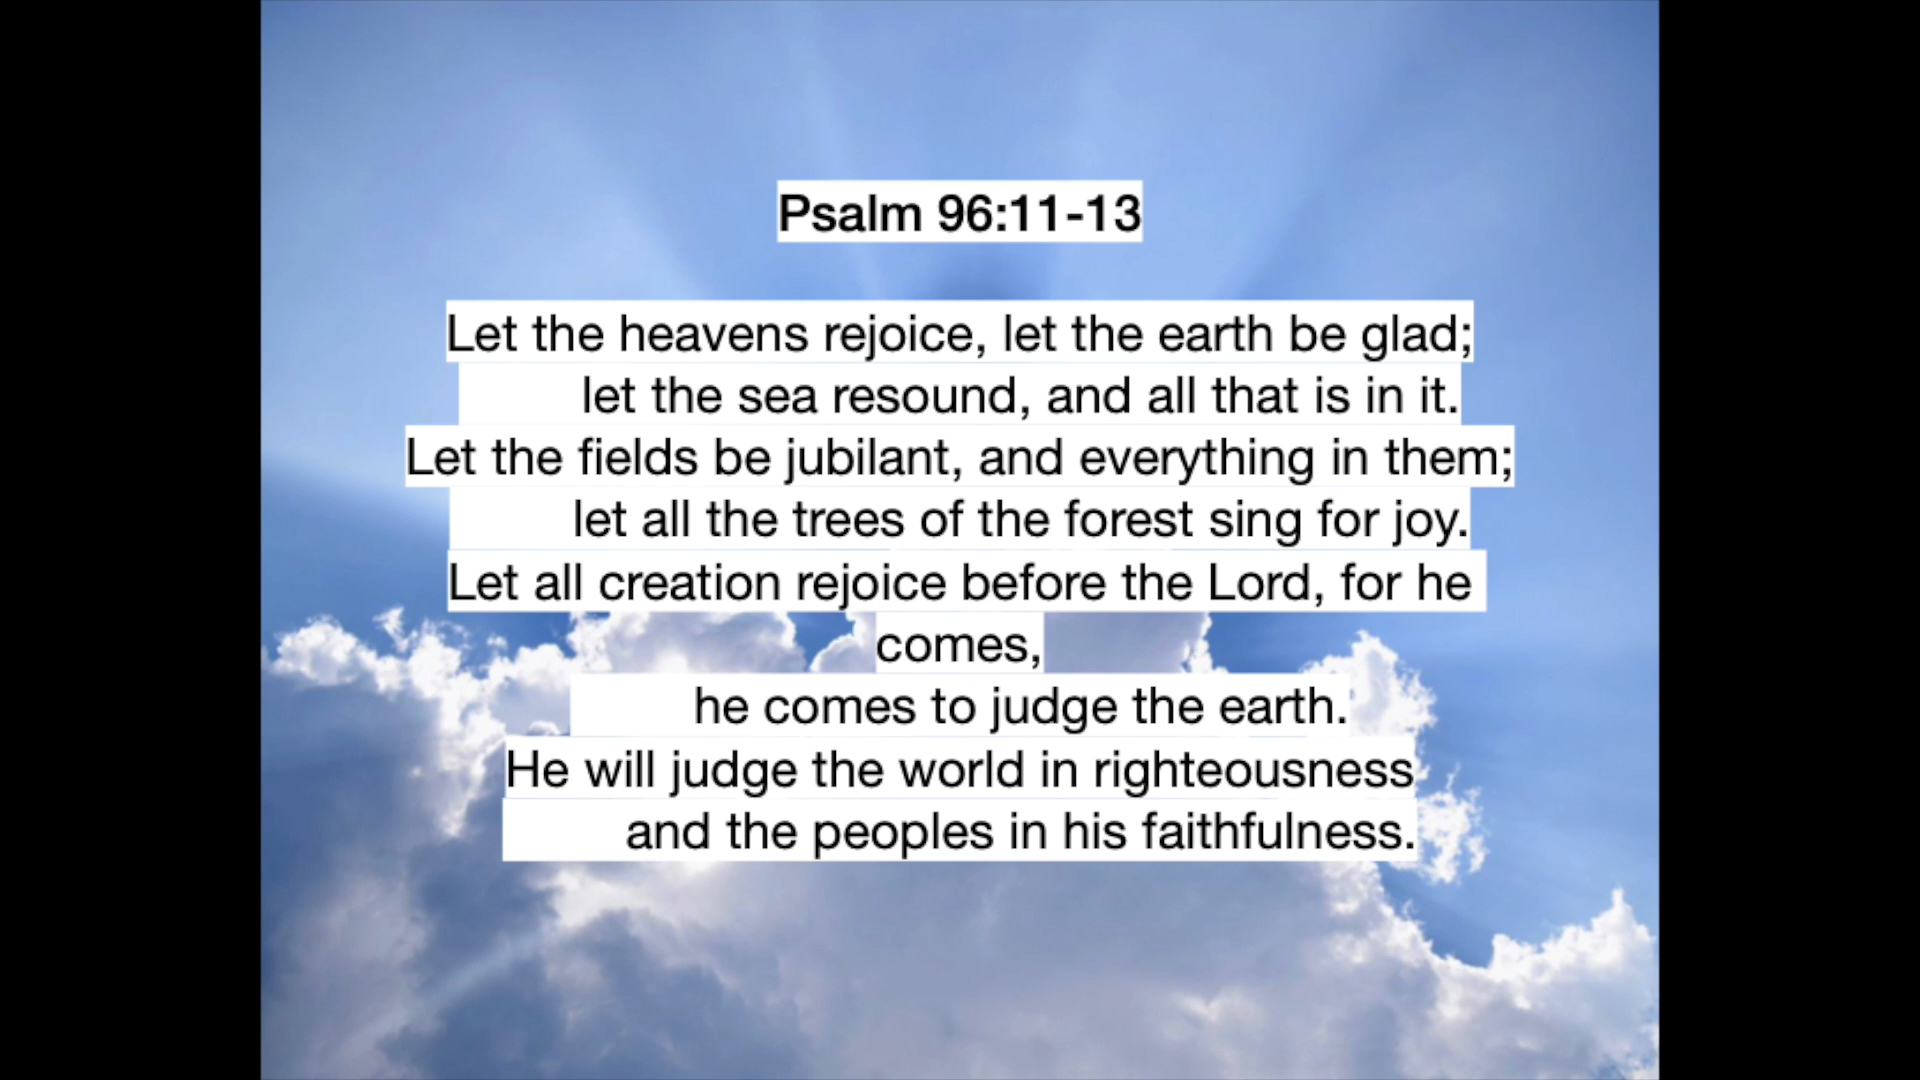 Psalm 96:11-13
Let the heavens rejoice, let the earth be glad;
let the sea resound, and all that is in it.
Let the fields be jubilant, and everything in them;
let all the trees of the forest sing for joy.
Let all creation rejoice before the Lord, for he
comes,
he comes to judge the earth.
He will judge the world in righteousness
and the peoples in his faithfulness.